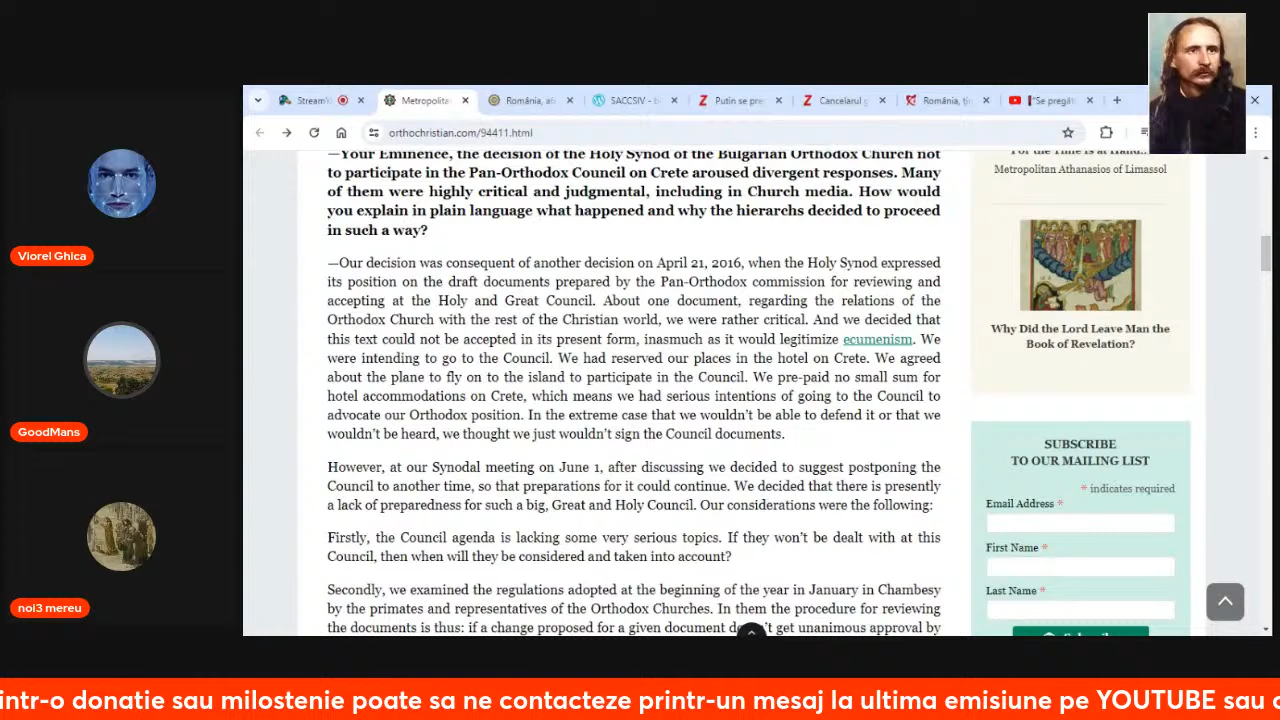 Stream
Metropolita
România, afa
SACCSIV – b
Putin se pre
Cancelarul g
România, țin
"Se pregăt
orthochristian.com/94411.html
—Your Eminence, the decision of the Holy Synod of the Bulgarian Orthodox Church not
to participate in the Pan-Orthodox Council on Crete aroused divergent responses. Many
of them were highly critical and judgmental, including in Church media. How would
you explain in plain language what happened and why the hierarchs decided to proceed
in such a way?
—Our decision was consequent of another decision on April 21, 2016, when the Holy Synod expressed
its position on the draft documents prepared by the Pan-Orthodox commission for reviewing and
accepting at the Holy and Great Council. About one document, regarding the relations of the
Orthodox Church with the rest of the Christian world, we were rather critical. And we decided that
this text could not be accepted in its present form, inasmuch as it would legitimize ecumenism. We
were intending to go to the Council. We had reserved our places in the hotel on Crete. We agreed
about the plane to fly on to the island to participate in the Council. We pre-paid no small sum for
hotel accommodations on Crete, which means we had serious intentions of going to the Council to
advocate our Orthodox position. In the extreme case that we wouldn't be able to defend it or that we
wouldn't be heard, we thought we just wouldn't sign the Council documents.
However, at our Synodal meeting on June 1, after discussing we decided to suggest postponing the
Council to another time, so that preparations for it could continue. We decided that there is presently
a lack of preparedness for such a big, Great and Holy Council. Our considerations were the following:
Firstly, the Council agenda is lacking some very serious topics. If they won't be dealt with at this
Council, then when will they be considered and taken into account?
Secondly, we examined the regulations adopted at the beginning of the year in January in Chambesy
by the primates and representatives of the Orthodox Churches. In them the procedure for reviewing
the documents is thus: if a change proposed for a given document doesn't get unanimous approval by
For the Time is at Hand...
Metropolitan Athanasios of Limassol
Why Did the Lord Leave Man the
Book of Revelation?
SUBSCRIBE
TO OUR MAILING LIST
* indicates required
Email Address *
First Name *
Last Name *
Viorel Ghica
GoodMans
noi3 mereu
intr-o donatie sau milostenie poate sa ne contacteze printr-un mesaj la ultima emisiune pe YOUTUBE sau